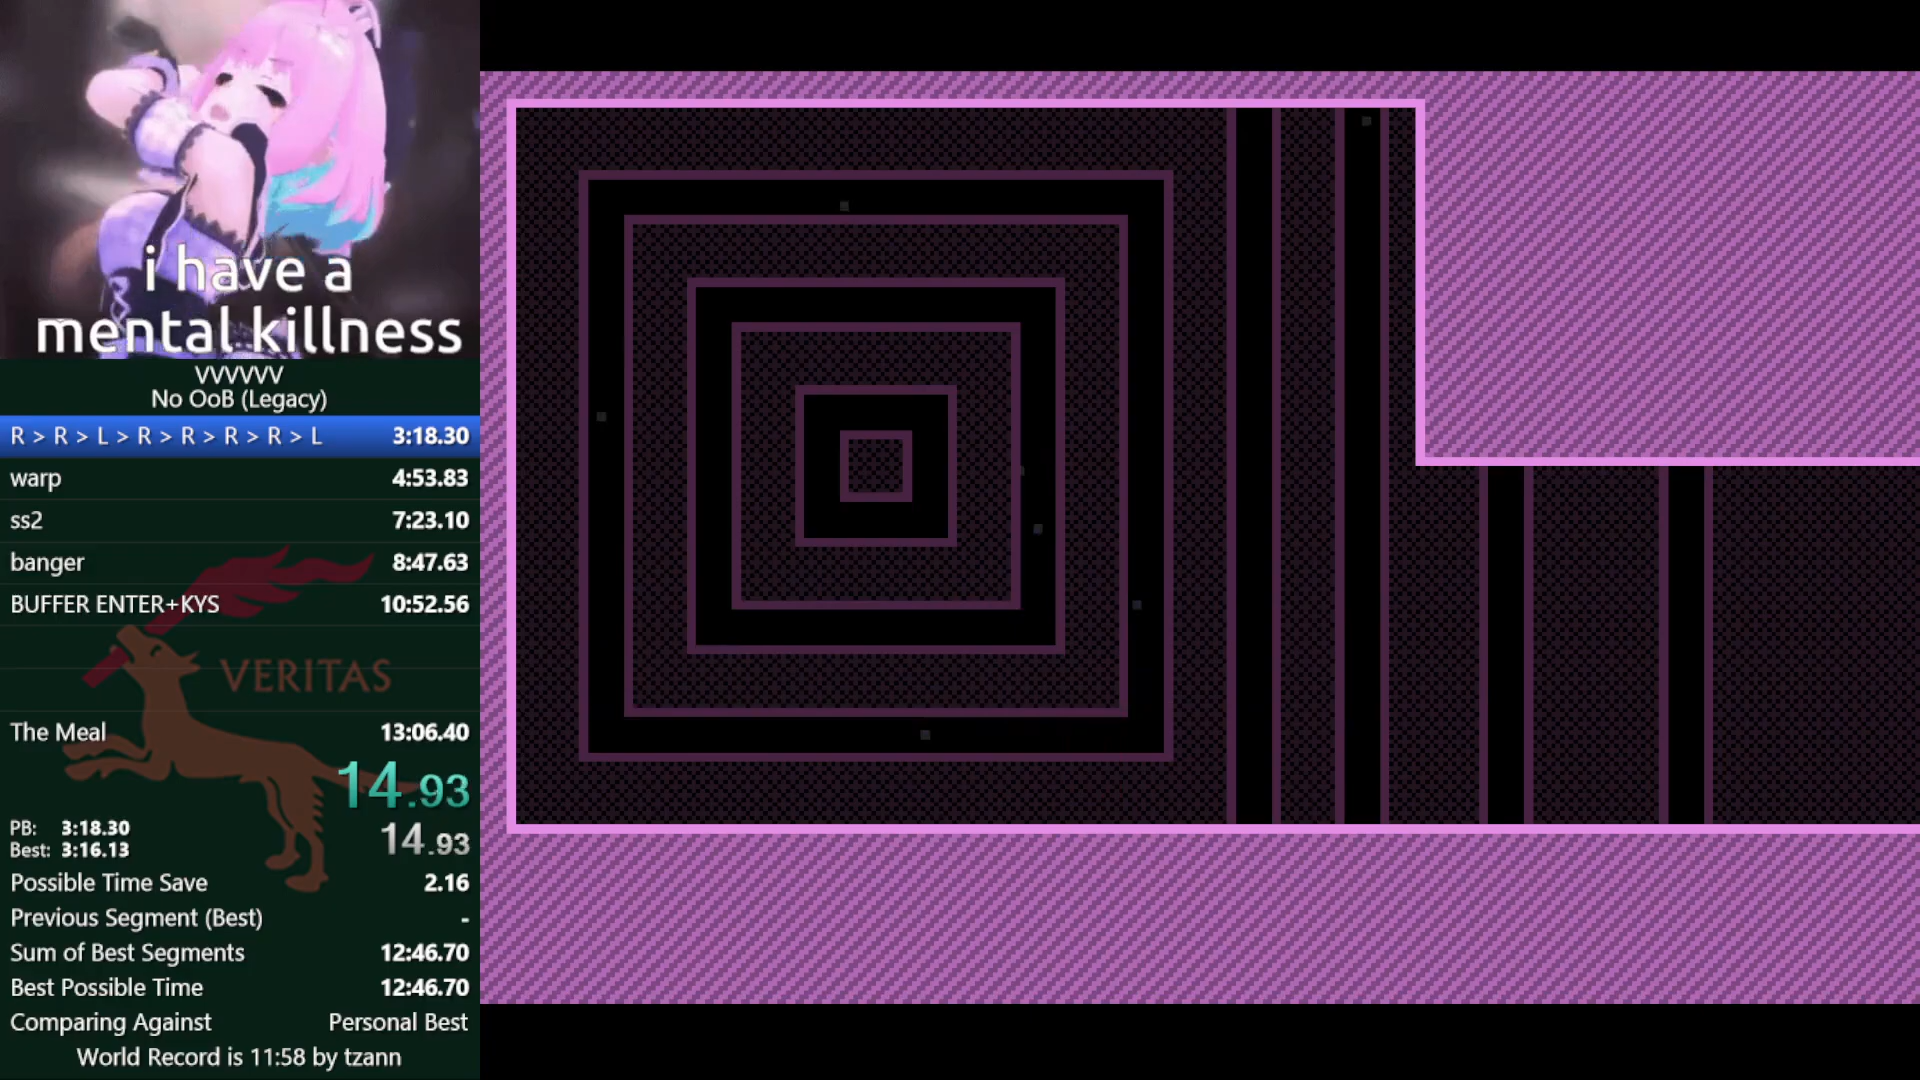 i have a
mental killness
VVVVVV
No OoB (Legacy)
R > R > L > R > R > R > R > L 3:18.30
warp 4:53.83
ss2 7:23.10
banger 8:47.63
BUFFER ENTER+KYS 10:52.56
VERITAS
The Meal 13:06.40
14.93
PB: 3:18.30
Best: 3:16.13
14.93
Possible Time Save 2.16
Previous Segment (Best) -
Sum of Best Segments 12:46.70
Best Possible Time 12:46.70
Comparing Against Personal Best
World Record is 11:58 by tzann